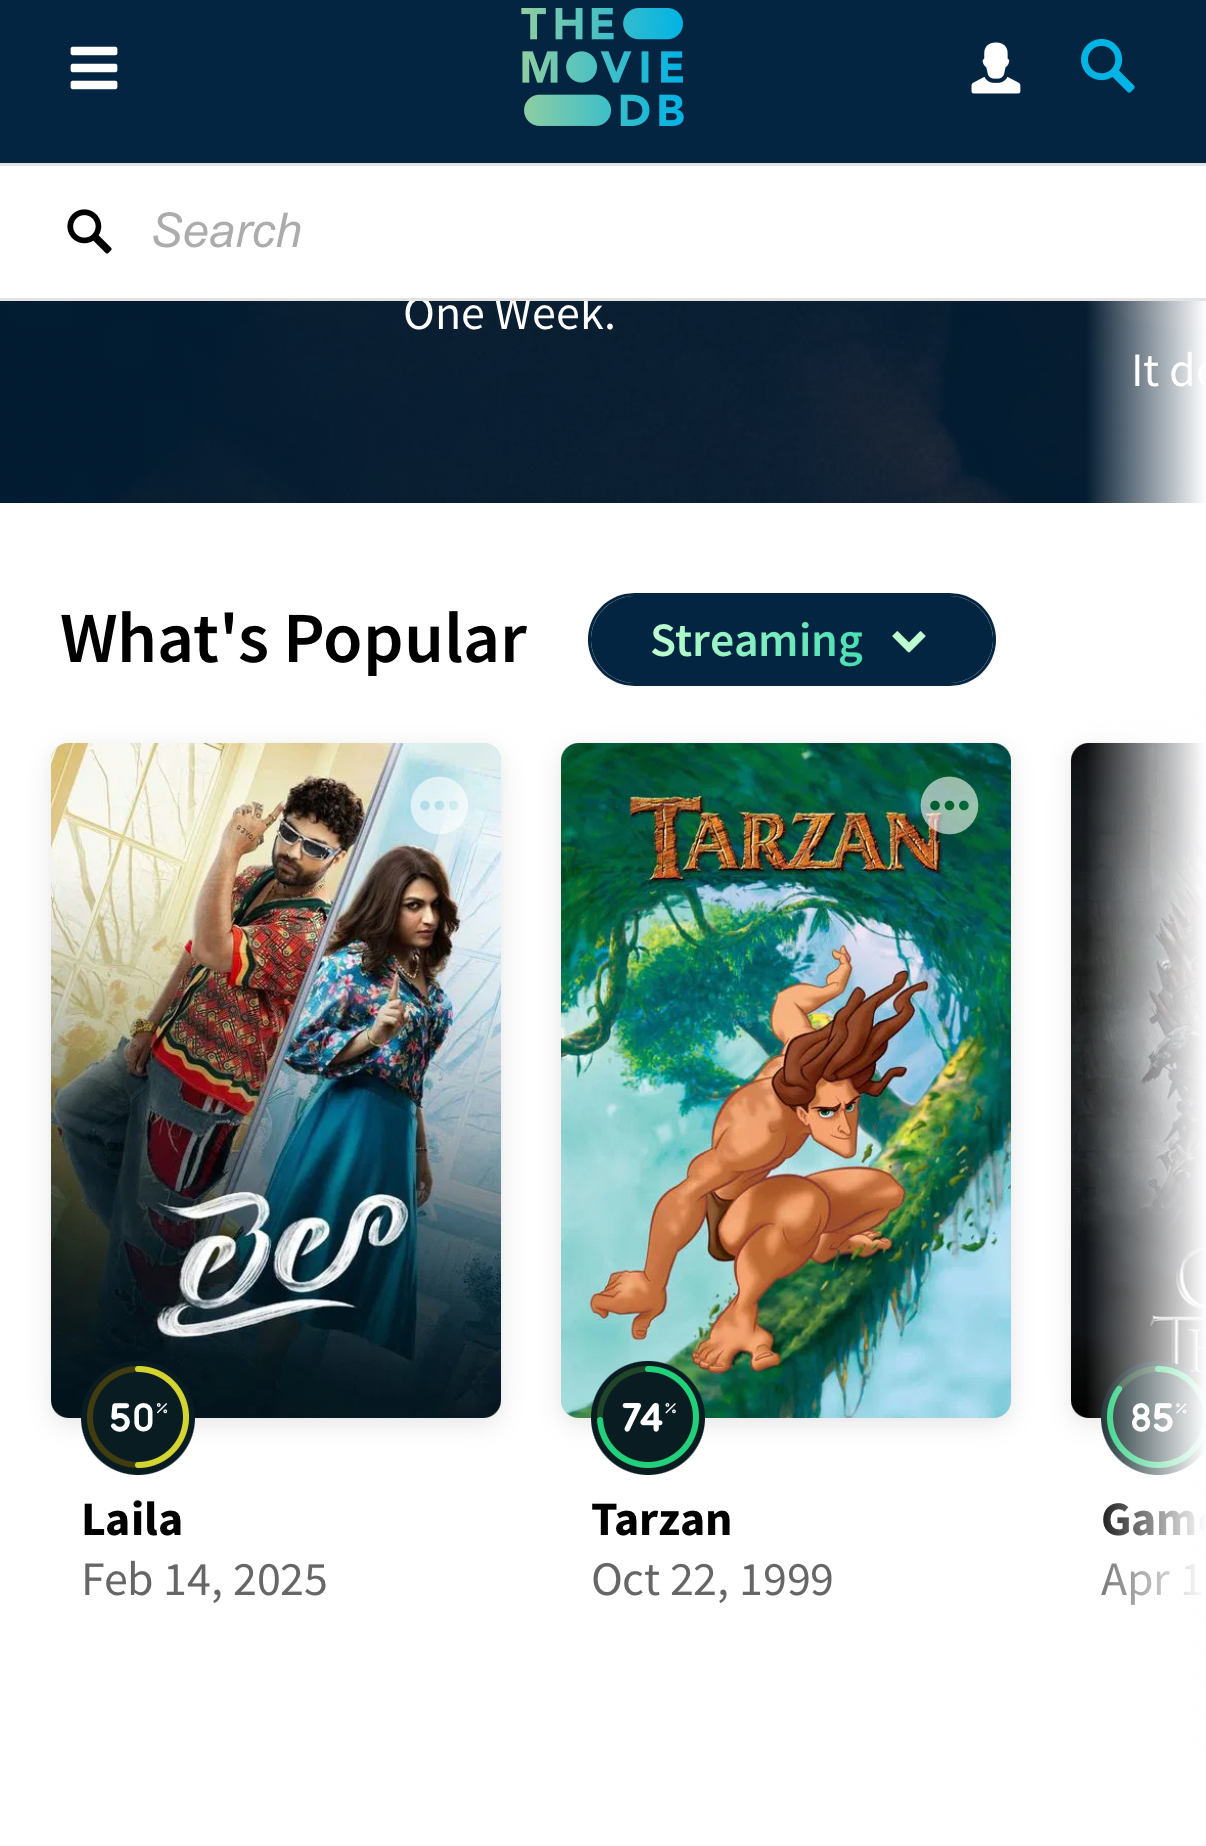 THE
MOVIE
DB
Search
One Week.
It d
What's Popular
Streaming
లైలా
TARZAN
50%
74%
85%
Laila
Tarzan
Game
Feb 14, 2025
Oct 22, 1999
Apr 1